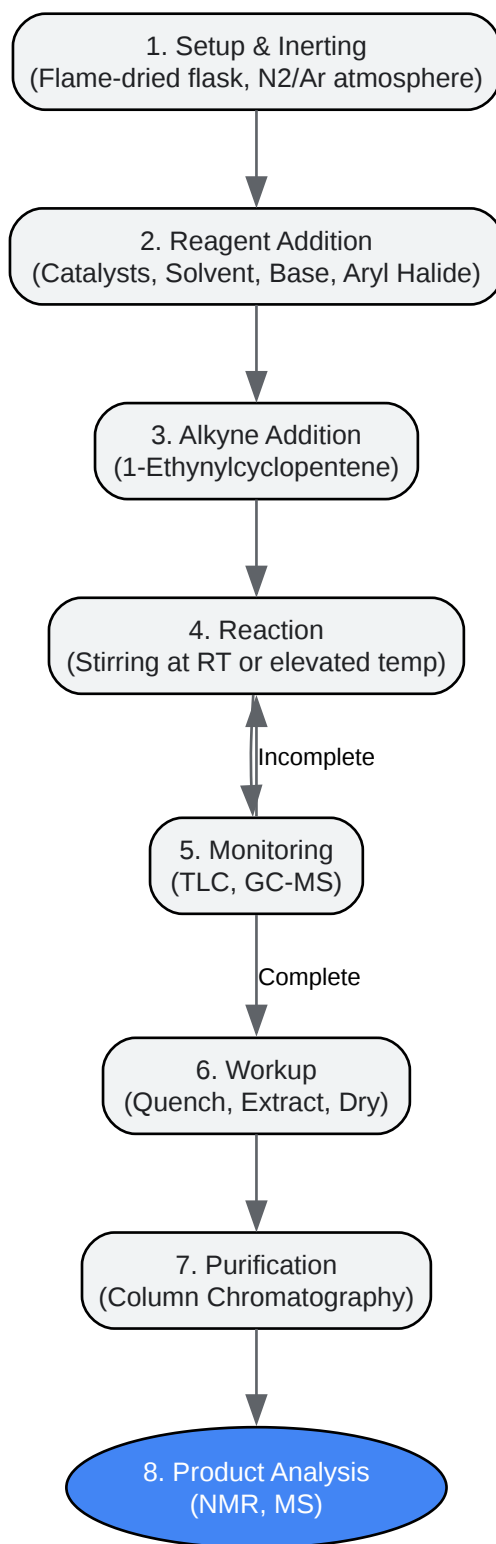 1. Setup & Inerting
(Flame-dried flask, N2/Ar atmosphere)
2. Reagent Addition
(Catalysts, Solvent, Base, Aryl Halide)
3. Alkyne Addition
(1-Ethynylcyclopentene)
4. Reaction
(Stirring at RT or elevated temp)
Incomplete
5. Monitoring
(TLC, GC-MS)
Complete
6. Workup
(Quench, Extract, Dry)
7. Purification
(Column Chromatography)
8. Product Analysis
(NMR, MS)